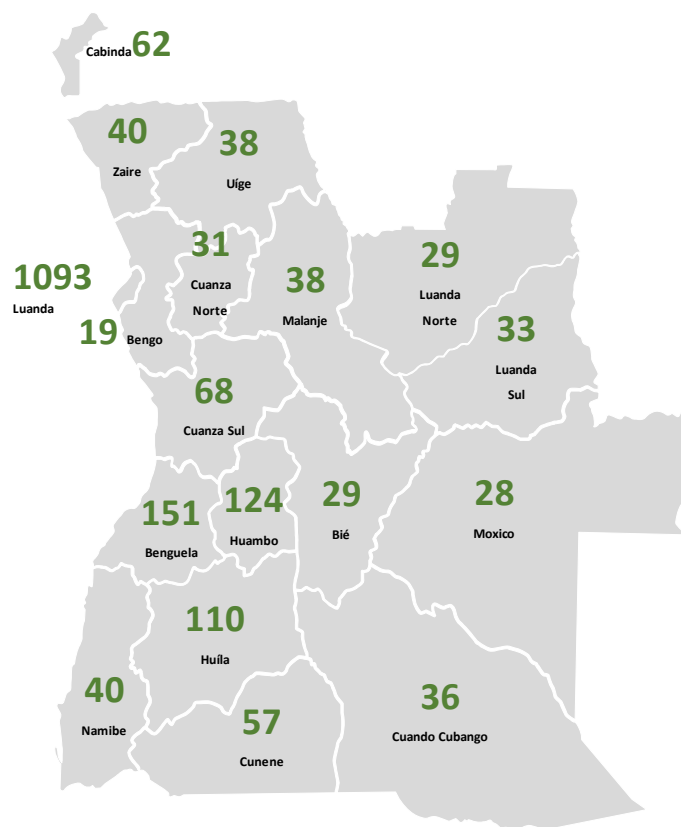 Cabinda 62
40
Zaire
38
Uíge
31
Cuanza
Norte
1093
Luanda
19 Bengo
38
Malanje
29
Luanda
Norte
33
Luanda
Sul
68
Cuanza Sul
151
Benguela
124
Huambo
29
Bié
28
Moxico
110
Huíla
40
Namibe
57
Cunene
36
Cuando Cubango